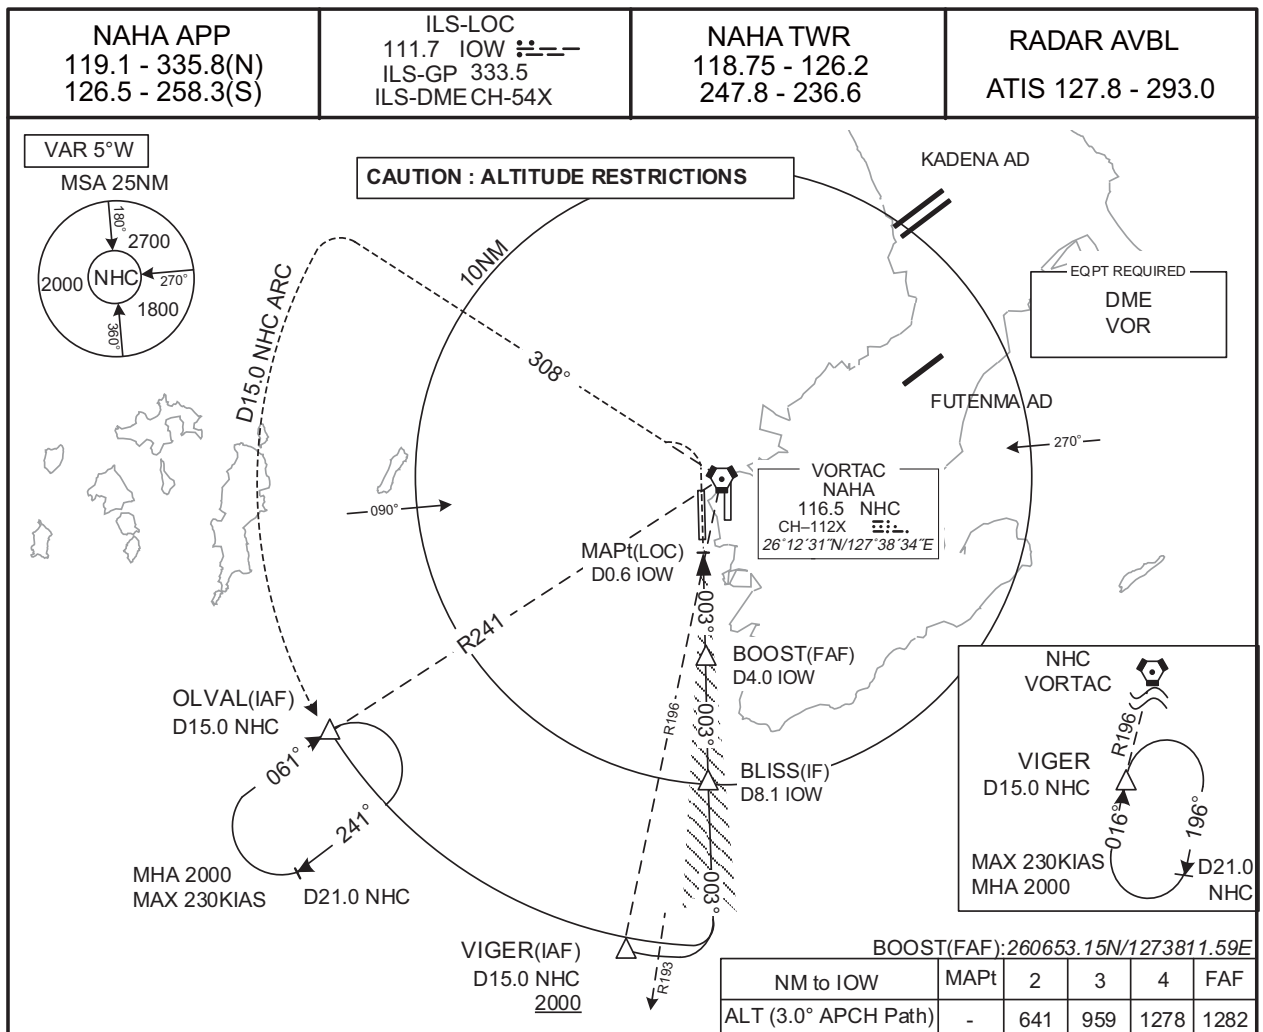 NAHA APP
119.1 - 335.8(N)
126.5 - 258.3(S)
ILS-LOC
111.7 IOW
ILS-GP 333.5
ILS-DME CH-54X
NAHA TWR
118.75 - 126.2
247.8 - 236.6
RADAR AVBL
ATIS 127.8 - 293.0
VAR 5°W
MSA 25NM
180°
2700
NHC
2000
270°
1800
360°
CAUTION : ALTITUDE RESTRICTIONS
KADENA AD
EQPT REQUIRED
DME
VOR
10NM
D15.0 NHC ARC
308°
FUTENMA AD
270°
090°
VORTAC
NAHA
116.5 NHC
CH–112X
26°12´31˝N/127°38´34˝E
MAPt(LOC)
D0.6 IOW
003°
R241
BOOST(FAF)
D4.0 IOW
R196
003°
OLVAL(IAF)
D15.0 NHC
061°
241°
BLISS(IF)
D8.1 IOW
MHA 2000
MAX 230KIAS
D21.0 NHC
003°
VIGER(IAF)
D15.0 NHC
2000
R193
NHC
VORTAC
R196
VIGER
D15.0 NHC
016°
196°
MAX 230KIAS
MHA 2000
D21.0
NHC
BOOST(FAF):260653.15N/1273811.59E
NM to IOW MAPt 2 3 4 FAF
ALT (3.0° APCH Path) - 641 959 1278 1282